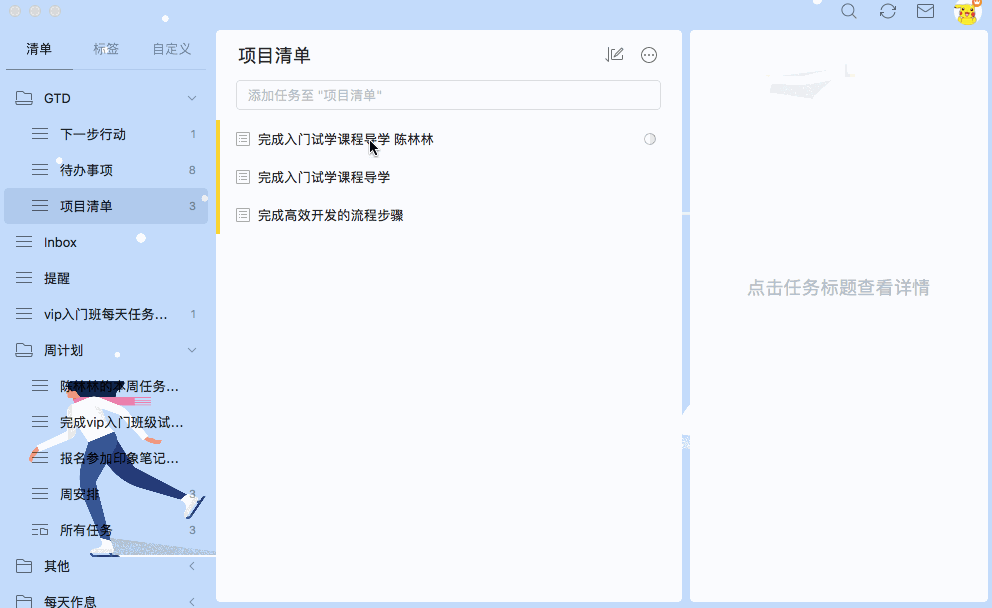 清单 标签 自定义
GTD
下一步行动 1
待办事项 8
项目清单 3
Inbox
提醒
vip入门班每天任务... 1
周计划
陈林林的本周任务...
完成vip入门班级试...
报名参加印象笔记...
周安排 3
所有任务 3
其他
每天作息
项目清单
添加任务至 "项目清单"
完成入门试学课程导学 陈林林
完成入门试学课程导学
完成高效开发的流程步骤
点击任务标题查看详情